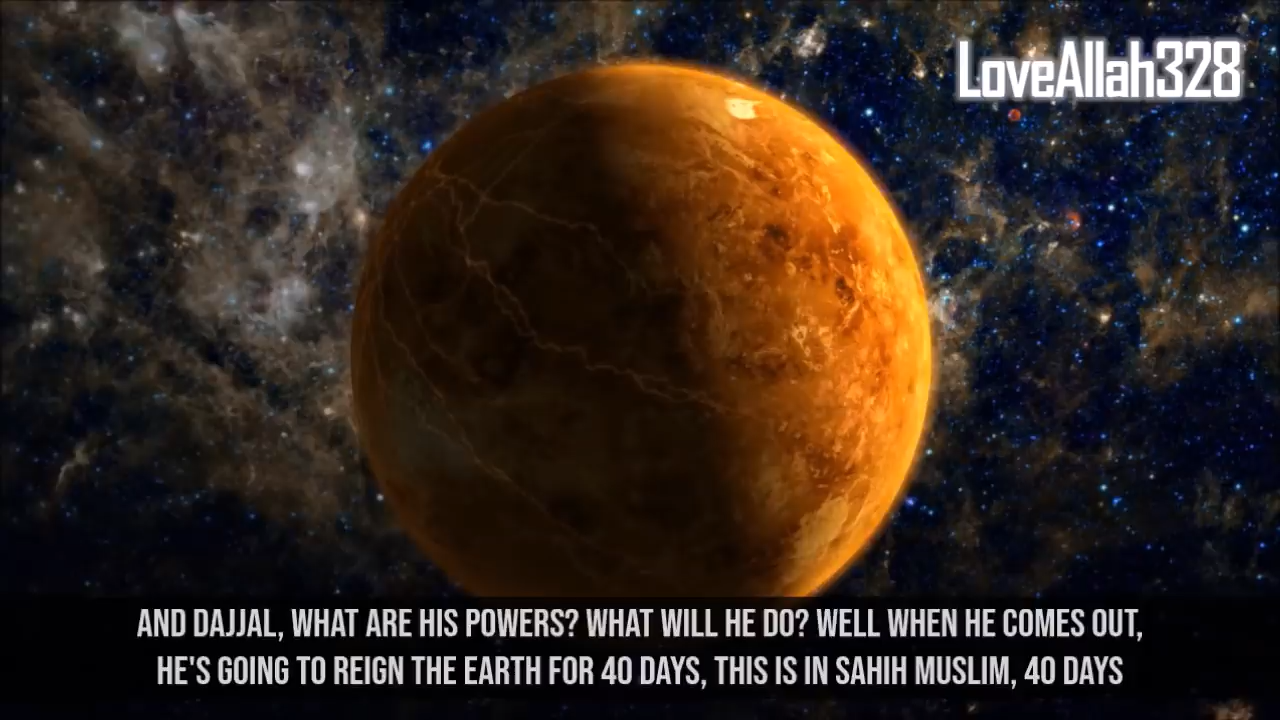 LoveAllah328
AND DAJJAL, WHAT ARE HIS POWERS? WHAT WILL HE DO? WELL WHEN HE COMES OUT,
HE'S GOING TO REIGN THE EARTH FOR 40 DAYS, THIS IS IN SAHIH MUSLIM, 40 DAYS